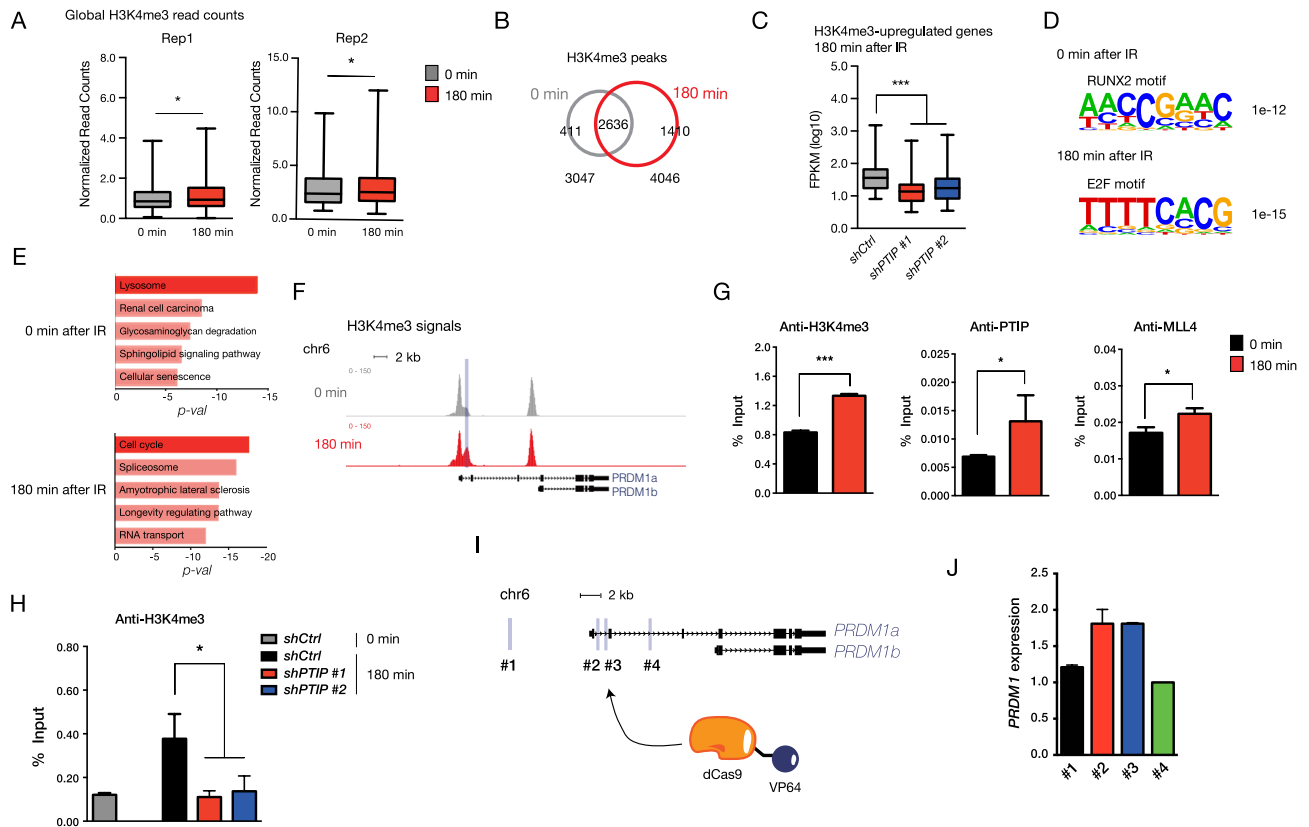 A
Global H3K4me3 read counts
Rep1
Rep2
Normalized Read Counts
8.0
6.0
4.0
2.0
0.0
*
0 min
180 min
Normalized Read Counts
15.0
10.0
5.0
0.0
*
0 min
180 min
0 min
180 min
B
H3K4me3 peaks
0 min
180 min
411
2636
1410
3047
4046
C
H3K4me3-upregulated genes
180 min after IR
FPKM (log10)
5.0
4.0
3.0
2.0
1.0
0.0
***
shCtrl
shPTIP #1
shPTIP #2
D
0 min after IR
RUNX2 motif
AACCGAAC
1e-12
180 min after IR
E2F motif
TTTTCACG
1e-15
E
0 min after IR
Lysosome
Renal cell carcinoma
Glycosaminoglycan degradation
Sphingolipid signaling pathway
Cellular senescence
0 -5 -10 -15
p-val
180 min after IR
Cell cycle
Spliceosome
Amyotrophic lateral sclerosis
Longevity regulating pathway
RNA transport
0 -5 -10 -15 -20
p-val
F
H3K4me3 signals
chr6
2 kb
0 - 150
0 min
0 - 150
180 min
PRDM1a
PRDM1b
G
Anti-H3K4me3
% Input
2.0
1.6
1.2
0.8
0.4
0.0
***
Anti-PTIP
% Input
0.020
0.015
0.010
0.005
0.000
*
Anti-MLL4
% Input
0.04
0.03
0.02
0.01
0.00
*
0 min
180 min
H
Anti-H3K4me3
% Input
0.80
0.60
0.40
0.20
0.00
*
shCtrl
0 min
shCtrl
shPTIP #1
shPTIP #2
180 min
I
chr6
2 kb
PRDM1a
PRDM1b
#1
#2
#3
#4
dCas9
VP64
J
PRDM1 expression
2.5
2.0
1.5
1.0
0.0
#1
#2
#3
#4